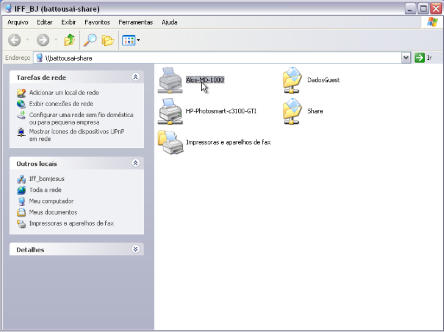 IFF_BJ (battousai-share)
Arquivo Editar Exibir Favoritos Ferramentas Ajuda
Endereço \\battousai-share Ir
Tarefas de rede
Adicionar um local de rede
Exibir conexões de rede
Configurar uma rede sem fio doméstica
ou para pequena empresa
Mostrar ícones de dispositivos UPnP
em rede
Outros locais
Iff_bomjesus
Toda a rede
Meu computador
Meus documentos
Impressoras e aparelhos de fax
Detalhes
DadosGuest
HP-Photosmart-c3100-GTI
Share
Impressoras e aparelhos de fax